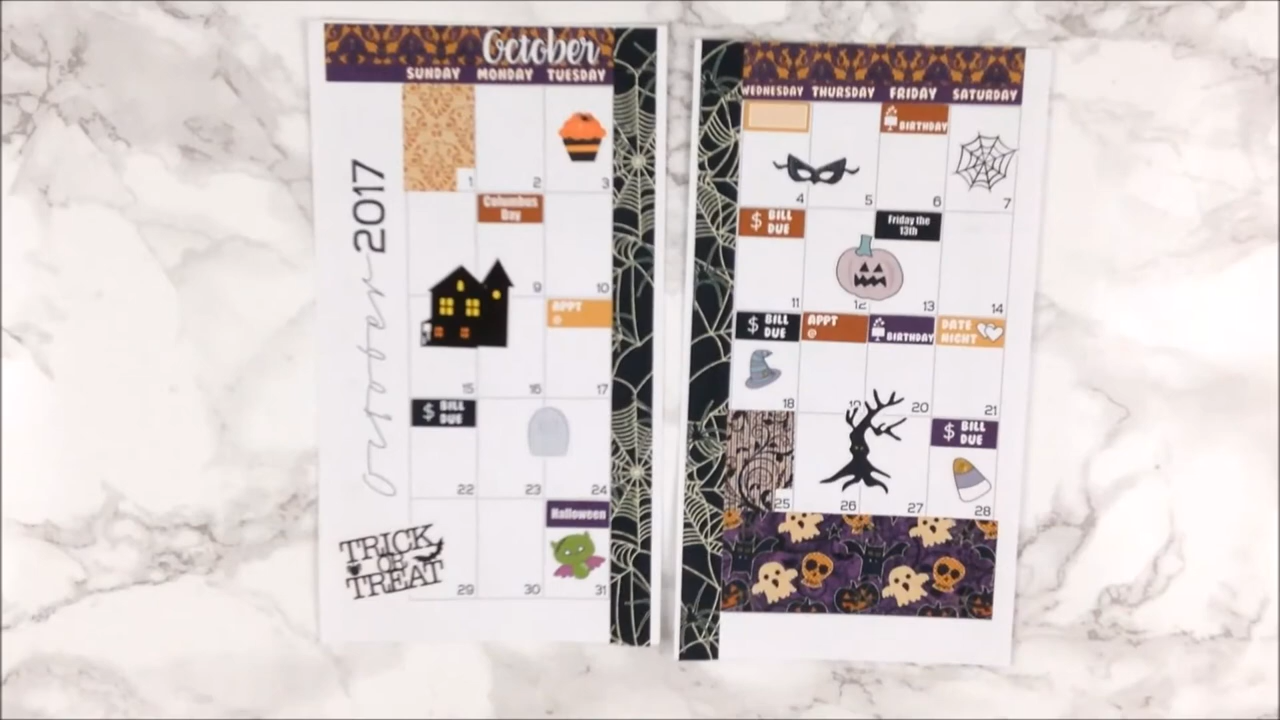 October
SUNDAY MONDAY TUESDAY
october 2017
1 2 3
Columbus
Day
9 10
APPT
@
15 16 17
$ BILL
DUE
22 23 24
Halloween
TRICK
OR
TREAT
29 30 31
WEDNESDAY THURSDAY FRIDAY SATURDAY
BIRTHDAY
4 5 6 7
$ BILL
DUE
Friday the
13th
11 12 13 14
$ BILL
DUE
APPT
@
BIRTHDAY
DATE
NIGHT
18 19 20 21
$ BILL
DUE
25 26 27 28